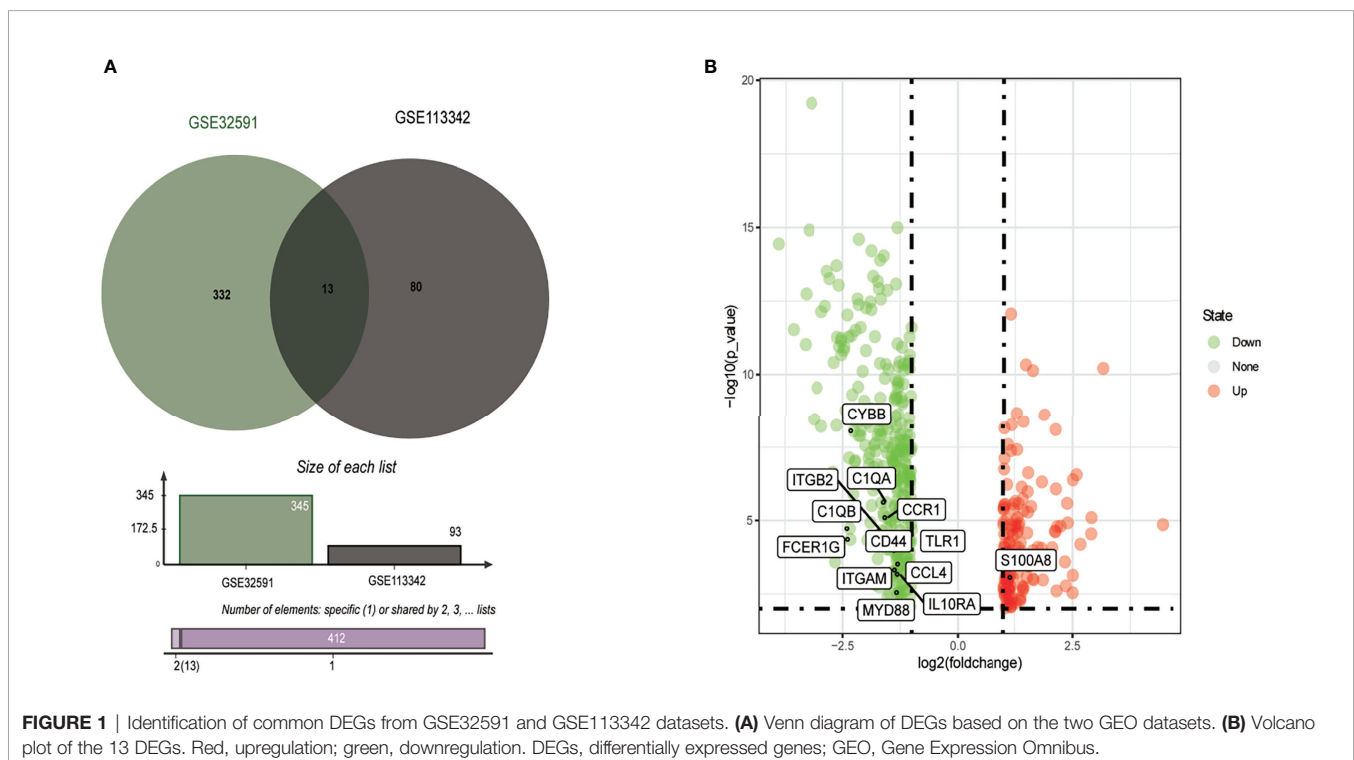 A
GSE32591
GSE113342
332
13
80
Size of each list
345
172.5
0
345
93
GSE32591
GSE113342
Number of elements: specific (1) or shared by 2, 3, ... lists
412
2(13)
1
B
20
15
10
5
−log10(p_value)
CYBB
ITGB2
C1QA
C1QB
CCR1
FCER1G
CD44
TLR1
ITGAM
CCL4
MYD88
IL10RA
S100A8
−2.5
0.0
2.5
log2(foldchange)
State
Down
None
Up
FIGURE 1 | Identification of common DEGs from GSE32591 and GSE113342 datasets. (A) Venn diagram of DEGs based on the two GEO datasets. (B) Volcano
plot of the 13 DEGs. Red, upregulation; green, downregulation. DEGs, differentially expressed genes; GEO, Gene Expression Omnibus.